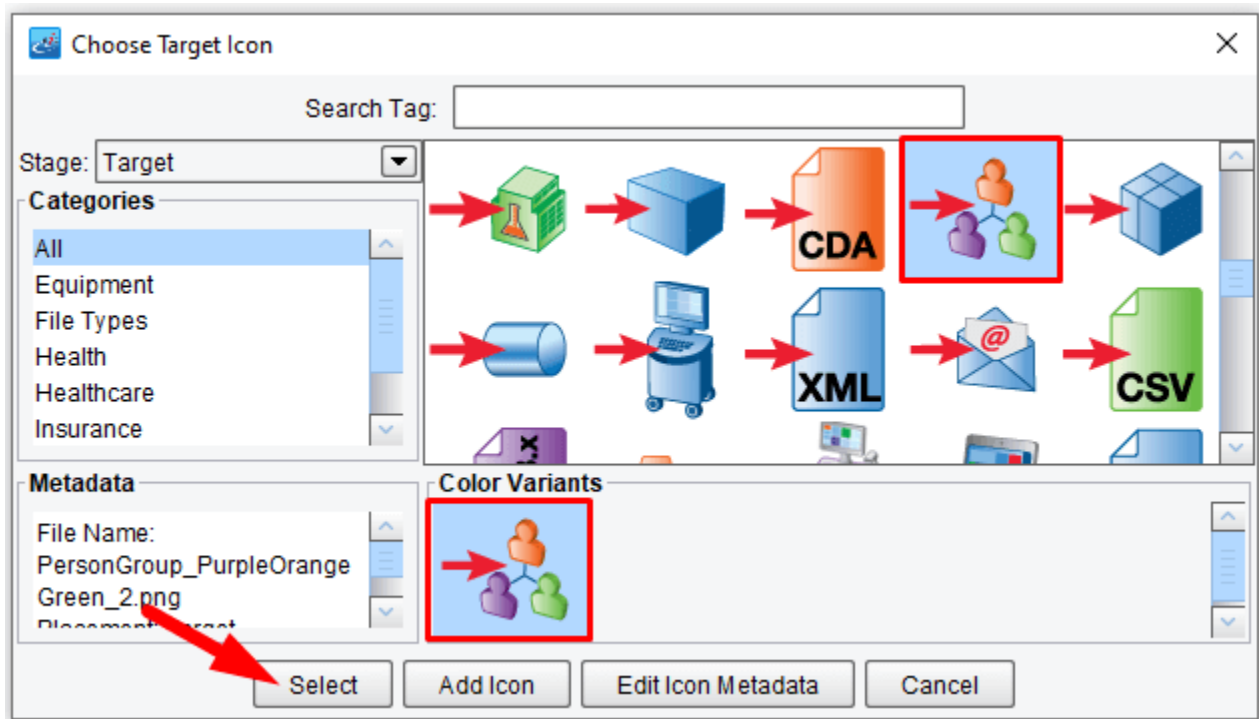 Choose Target Icon
Search Tag:
Stage: Target
Categories
All
Equipment
File Types
Health
Healthcare
Insurance
CDA
XML
@
CSV
Metadata
File Name:
PersonGroup_PurpleOrange
Green_2.png
Color Variants
Select
Add Icon
Edit Icon Metadata
Cancel